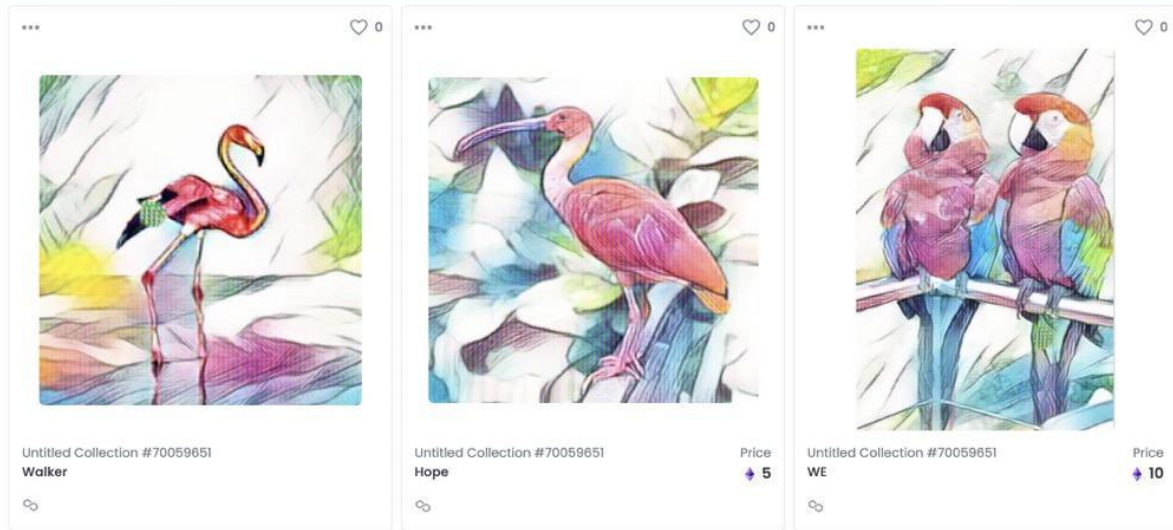 0
0
0
Untitled Collection #70059651
Walker
Untitled Collection #70059651 Price
Hope 5
Untitled Collection #70059651 Price
WE 10